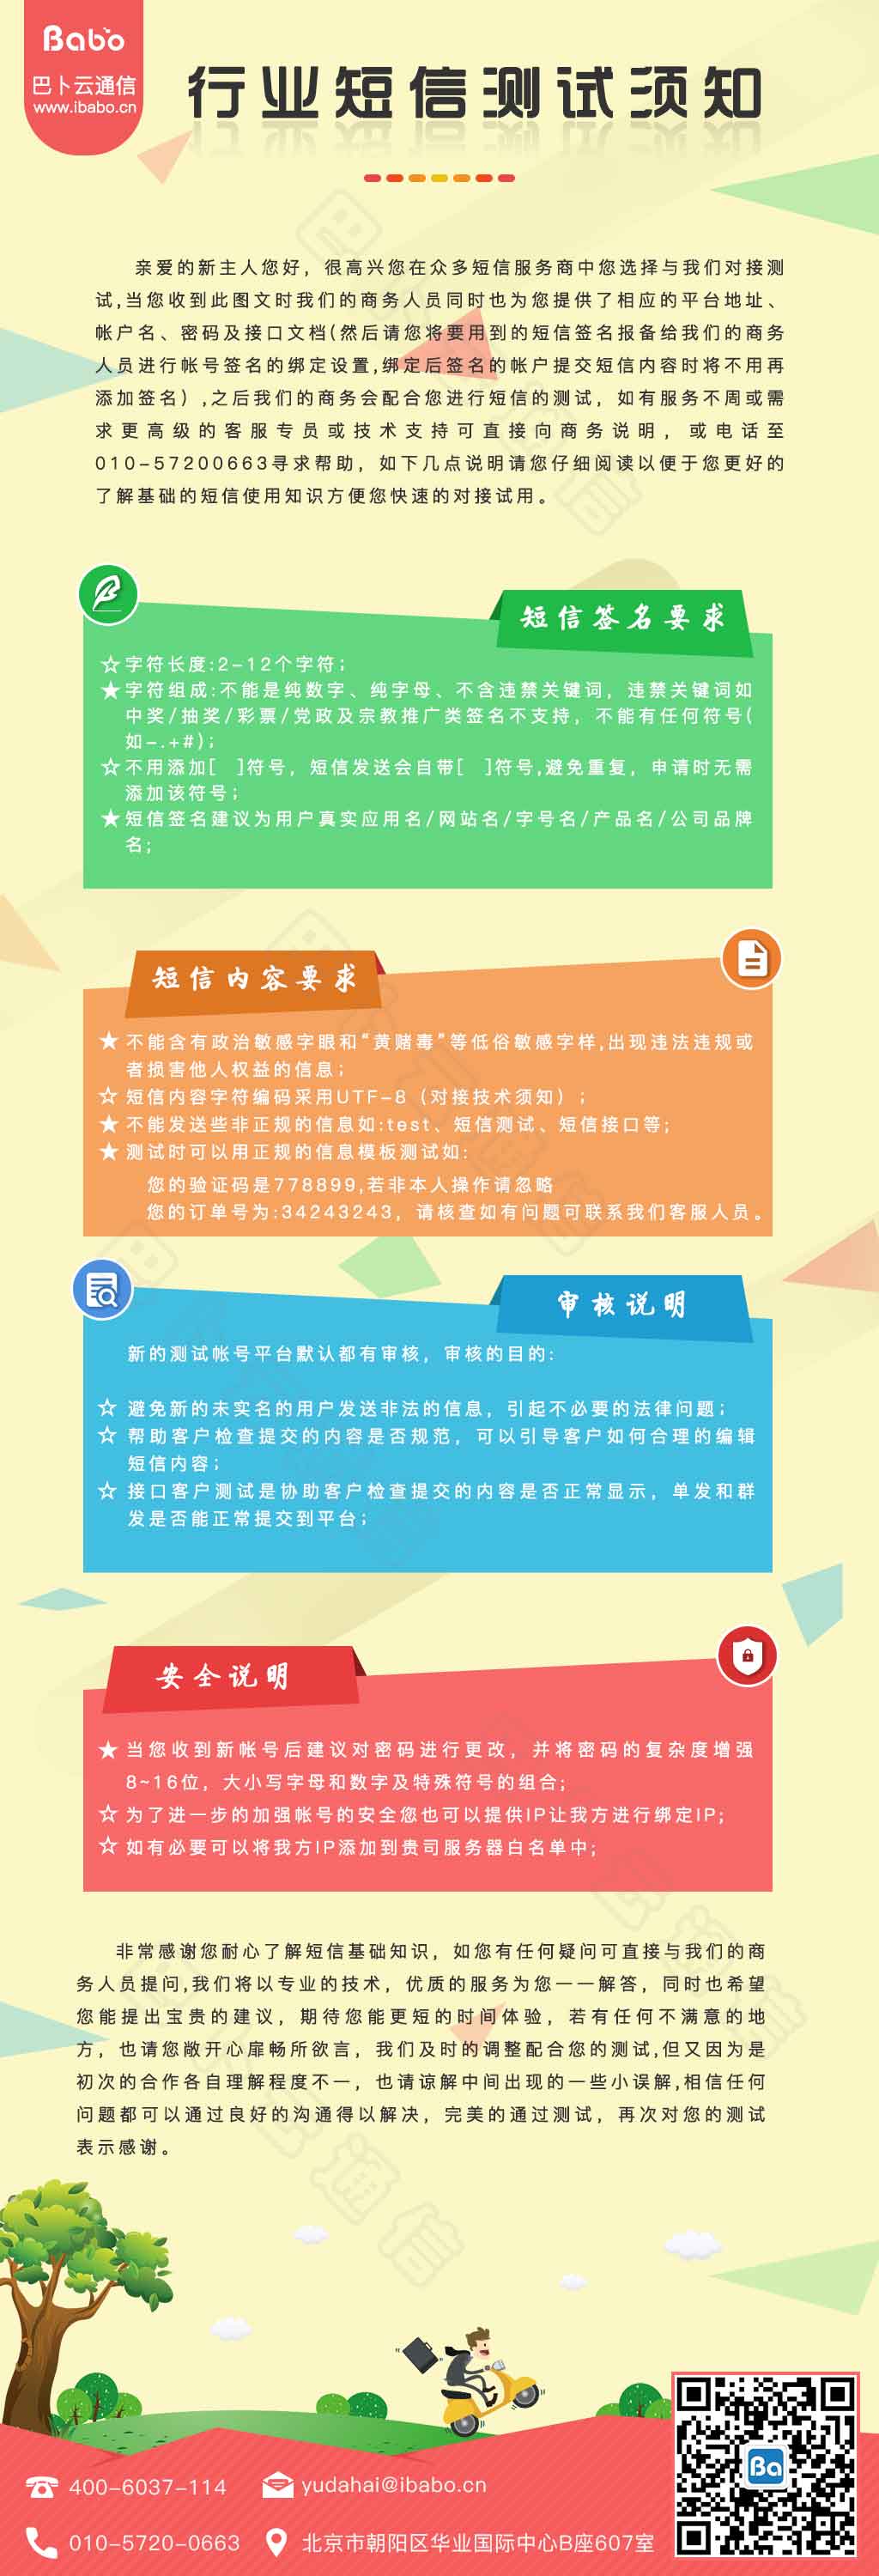 Babo
巴卜云通信
www.ibabo.cn
行业短信测试须知
亲爱的新主人您好，很高兴您在众多短信服务商中您选择与我们对接测
试,当您收到此图文时我们的商务人员同时也为您提供了相应的平台地址、
帐户名、密码及接口文档(然后请您将要用到的短信签名报备给我们的商务
人员进行帐号签名的绑定设置,绑定后签名的帐户提交短信内容时将不用再
添加签名）,之后我们的商务会配合您进行短信的测试，如有服务不周或需
求更高级的客服专员或技术支持可直接向商务说明，或电话至
010-57200663寻求帮助，如下几点说明请您仔细阅读以便于您更好的
了解基础的短信使用知识方便您快速的对接试用。
短信签名要求
☆字符长度:2-12个字符；
★字符组成:不能是纯数字、纯字母、不含违禁关键词，违禁关键词如
中奖/抽奖/彩票/党政及宗教推广类签名不支持，不能有任何符号(
如-.+#)；
☆不用添加[ ]符号，短信发送会自带[ ]符号,避免重复，申请时无需
添加该符号；
★短信签名建议为用户真实应用名/网站名/字号名/产品名/公司品牌
名;
短信内容要求
★ 不能含有政治敏感字眼和“黄赌毒”等低俗敏感字样,出现违法违规或
者损害他人权益的信息；
☆ 短信内容字符编码采用UTF-8（对接技术须知）；
★ 不能发送些非正规的信息如:test、短信测试、短信接口等;
★ 测试时可以用正规的信息模板测试如:
您的验证码是778899,若非本人操作请忽略
您的订单号为:34243243，请核查如有问题可联系我们客服人员。
审核说明
新的测试帐号平台默认都有审核，审核的目的:
☆ 避免新的未实名的用户发送非法的信息，引起不必要的法律问题；
☆ 帮助客户检查提交的内容是否规范，可以引导客户如何合理的编辑
短信内容；
☆ 接口客户测试是协助客户检查提交的内容是否正常显示，单发和群
发是否能正常提交到平台；
安全说明
★ 当您收到新帐号后建议对密码进行更改，并将密码的复杂度增强
8~16位，大小写字母和数字及特殊符号的组合;
☆ 为了进一步的加强帐号的安全您也可以提供IP让我方进行绑定IP;
☆ 如有必要可以将我方IP添加到贵司服务器白名单中;
非常感谢您耐心了解短信基础知识，如您有任何疑问可直接与我们的商
务人员提问,我们将以专业的技术，优质的服务为您一一解答，同时也希望
您能提出宝贵的建议，期待您能更短的时间体验，若有任何不满意的地
方，也请您敞开心扉畅所欲言，我们及时的调整配合您的测试,但又因为是
初次的合作各自理解程度不一，也请谅解中间出现的一些小误解,相信任何
问题都可以通过良好的沟通得以解决，完美的通过测试，再次对您的测试
表示感谢。
Ba
400-6037-114
yudahai@ibabo.cn
010-5720-0663
北京市朝阳区华业国际中心B座607室